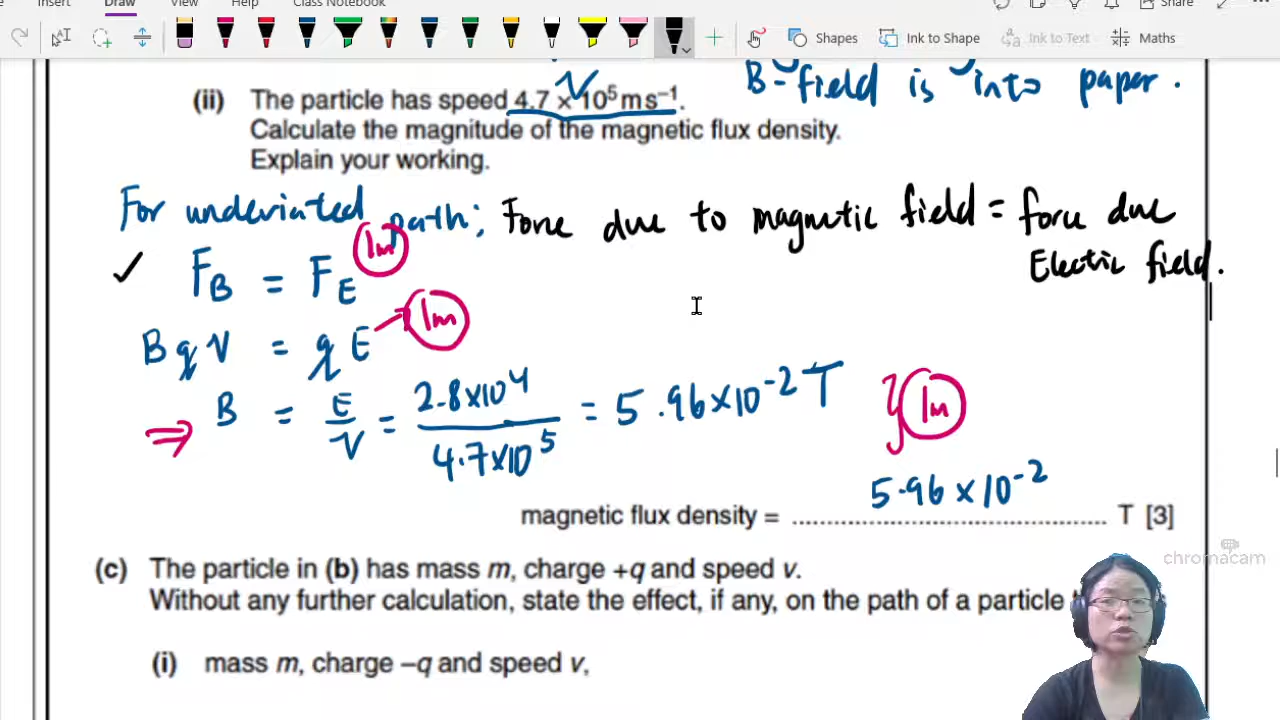 Insert Draw View Help Class Notebook Share
Shapes Ink to Shape Ink to Text Maths
B-field is into paper.
V
(ii) The particle has speed 4.7 × 10⁵ m s⁻¹.
Calculate the magnitude of the magnetic flux density.
Explain your working.
For undeviated path; Force due to magnetic field = force due
Electric field.
✓ F_B = F_E 1m
BqV = qE → 1m
⇒ B = E/V = 2.8×10⁴/4.7×10⁵ = 5.96×10⁻² T } 1m
5.96 × 10⁻²
magnetic flux density = .................................................. T [3]
chromacam
(c) The particle in (b) has mass m, charge +q and speed v.
Without any further calculation, state the effect, if any, on the path of a particle
(i) mass m, charge –q and speed v,